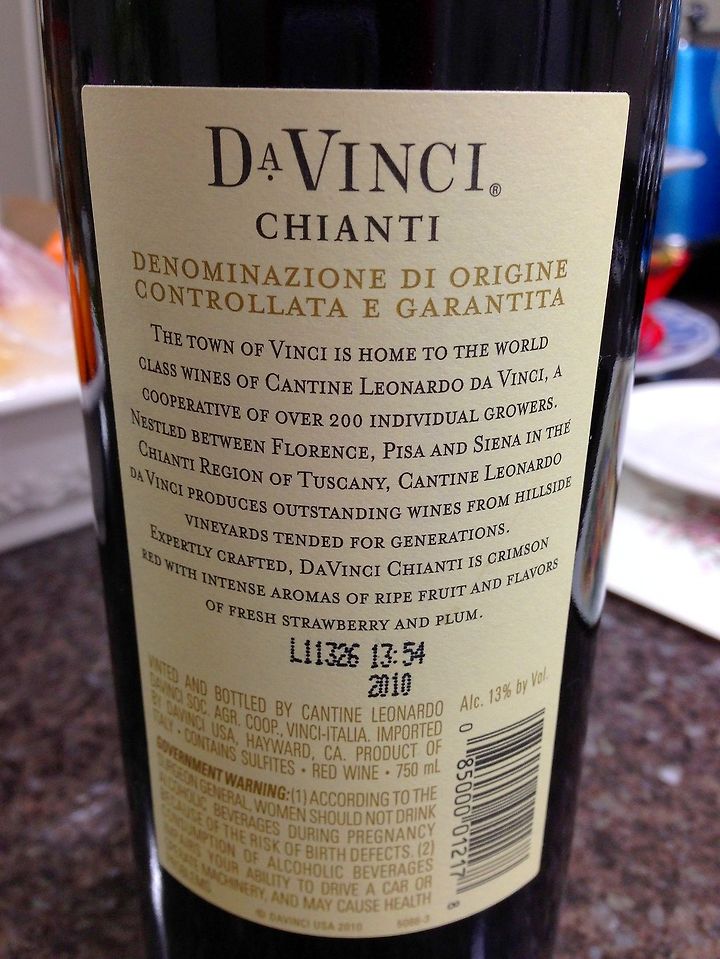 DAVINCI®
CHIANTI
DENOMINAZIONE DI ORIGINE
CONTROLLATA E GARANTITA
THE TOWN OF VINCI IS HOME TO THE WORLD
CLASS WINES OF CANTINE LEONARDO DA VINCI, A
COOPERATIVE OF OVER 200 INDIVIDUAL GROWERS.
NESTLED BETWEEN FLORENCE, PISA AND SIENA IN THE
CHIANTI REGION OF TUSCANY, CANTINE LEONARDO
DA VINCI PRODUCES OUTSTANDING WINES FROM HILLSIDE
VINEYARDS TENDED FOR GENERATIONS.
EXPERTLY CRAFTED, DAVINCI CHIANTI IS CRIMSON
RED WITH INTENSE AROMAS OF RIPE FRUIT AND FLAVORS
OF FRESH STRAWBERRY AND PLUM.
L11326 13:54
2010
VINTED AND BOTTLED BY CANTINE LEONARDO
DAVINCI SOC. AGR. COOP., VINCI-ITALIA. IMPORTED
BY DAVINCI USA, HAYWARD, CA. PRODUCT OF
ITALY • CONTAINS SULFITES • RED WINE • 750 mL
Alc. 13% by Vol.
GOVERNMENT WARNING: (1) ACCORDING TO THE
SURGEON GENERAL, WOMEN SHOULD NOT DRINK
ALCOHOLIC BEVERAGES DURING PREGNANCY
BECAUSE OF THE RISK OF BIRTH DEFECTS. (2)
CONSUMPTION OF ALCOHOLIC BEVERAGES
IMPAIRS YOUR ABILITY TO DRIVE A CAR OR
OPERATE MACHINERY, AND MAY CAUSE HEALTH
PROBLEMS.
0 85000 01217 8
© DAVINCI USA 2010 5086-3